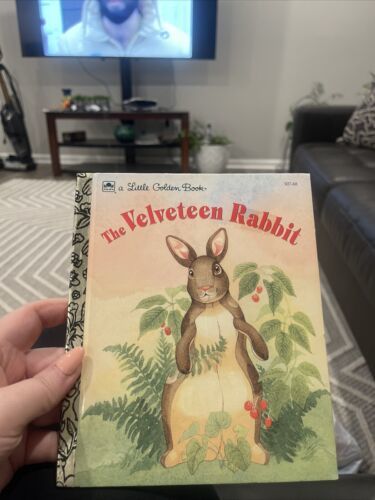 a Little Golden Book®
The Velveteen Rabbit